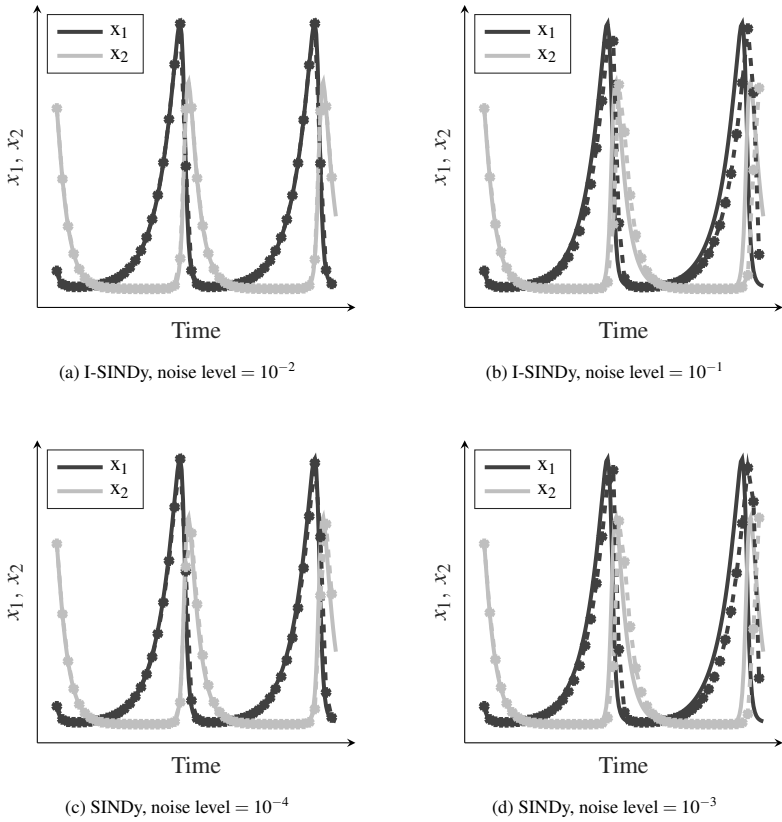 x₁
x₂
x₁, x₂
Time
(a) I-SINDy, noise level = 10⁻²
x₁
x₂
x₁, x₂
Time
(b) I-SINDy, noise level = 10⁻¹
x₁
x₂
x₁, x₂
Time
(c) SINDy, noise level = 10⁻⁴
x₁
x₂
x₁, x₂
Time
(d) SINDy, noise level = 10⁻³